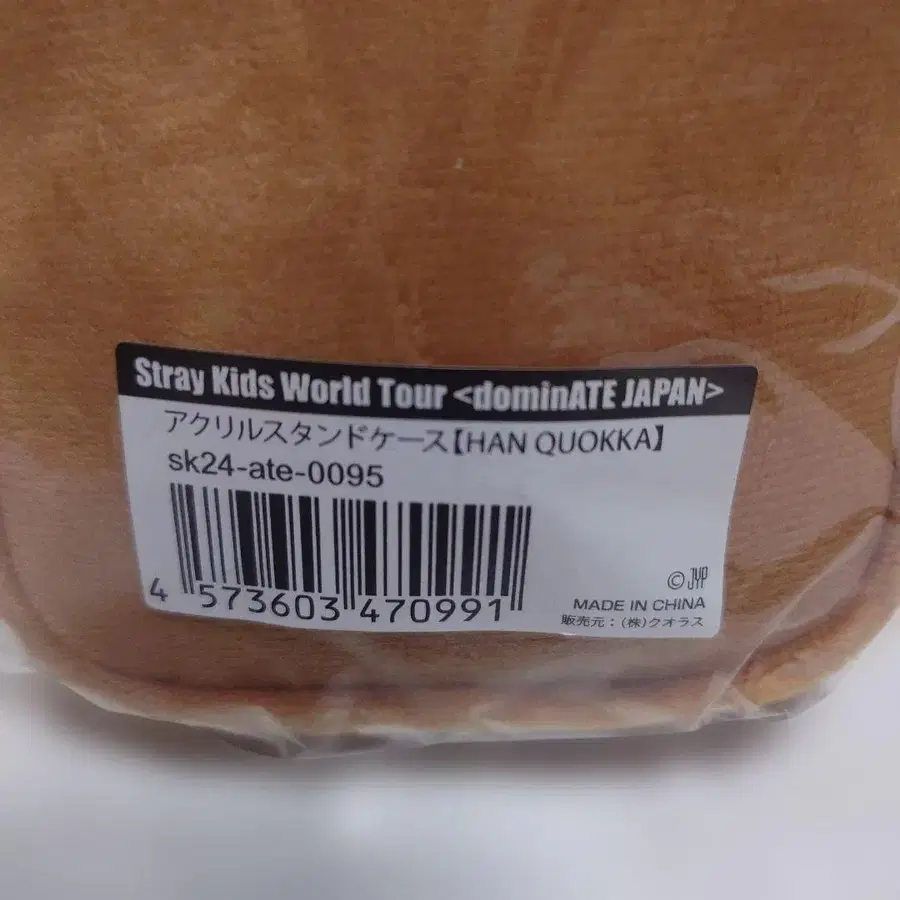 Stray Kids World Tour <dominATE JAPAN>
アクリルスタンドケース【HAN QUOKKA】
sk24-ate-0095
4 573603 470991
© JYP
MADE IN CHINA
販売元：(株)クオラス